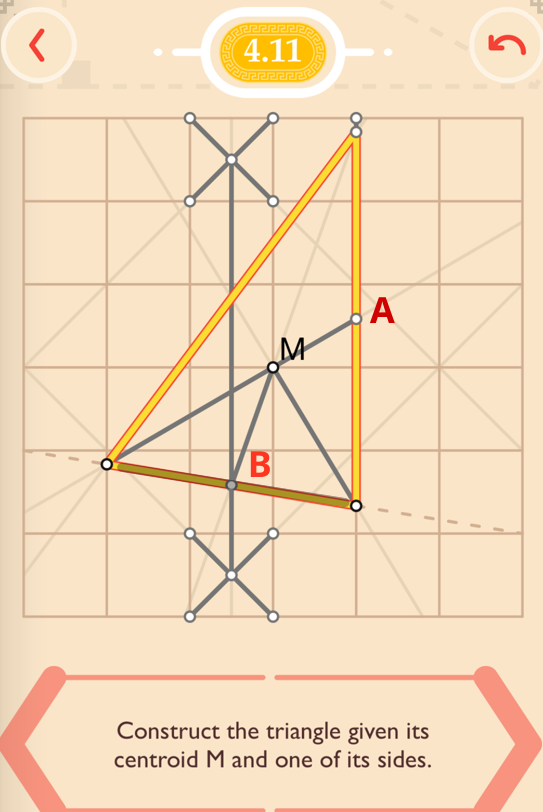 4.11
A
M
B
Construct the triangle given its
centroid M and one of its sides.